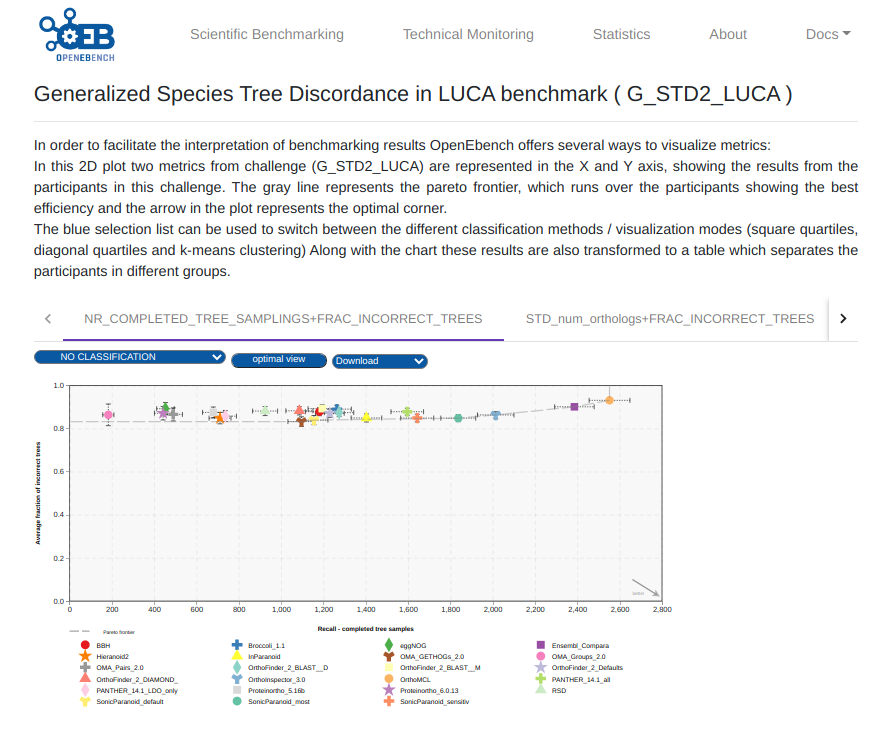 OEB
OPENEBENCH
Scientific Benchmarking Technical Monitoring Statistics About Docs
Generalized Species Tree Discordance in LUCA benchmark ( G_STD2_LUCA )
In order to facilitate the interpretation of benchmarking results OpenEbench offers several ways to visualize metrics:
In this 2D plot two metrics from challenge (G_STD2_LUCA) are represented in the X and Y axis, showing the results from the
participants in this challenge. The gray line represents the pareto frontier, which runs over the participants showing the best
efficiency and the arrow in the plot represents the optimal corner.
The blue selection list can be used to switch between the different classification methods / visualization modes (square quartiles,
diagonal quartiles and k-means clustering) Along with the chart these results are also transformed to a table which separates the
participants in different groups.
NR_COMPLETED_TREE_SAMPLINGS+FRAC_INCORRECT_TREES STD_num_orthologs+FRAC_INCORRECT_TREES
NO CLASSIFICATION optimal view Download
1.0
0.8
0.6
0.4
0.2
0.0
Average fraction of incorrect trees
better
0 200 400 600 800 1,000 1,200 1,400 1,600 1,800 2,000 2,200 2,400 2,600 2,800
Recall - completed tree samples
Pareto frontier
BBH Broccoli_1.1 eggNOG Ensembl_Compara
Hieranoid2 InParanoid OMA_GETHOGs_2.0 OMA_Groups_2.0
OMA_Pairs_2.0 OrthoFinder_2_BLAST__D OrthoFinder_2_BLAST__M OrthoFinder_2_Defaults
OrthoFinder_2_DIAMOND_ OrthoInspector_3.0 OrthoMCL PANTHER_14.1_all
PANTHER_14.1_LDO_only Proteinortho_5.16b Proteinortho_6.0.13 RSD
SonicParanoid_default SonicParanoid_most SonicParanoid_sensitiv